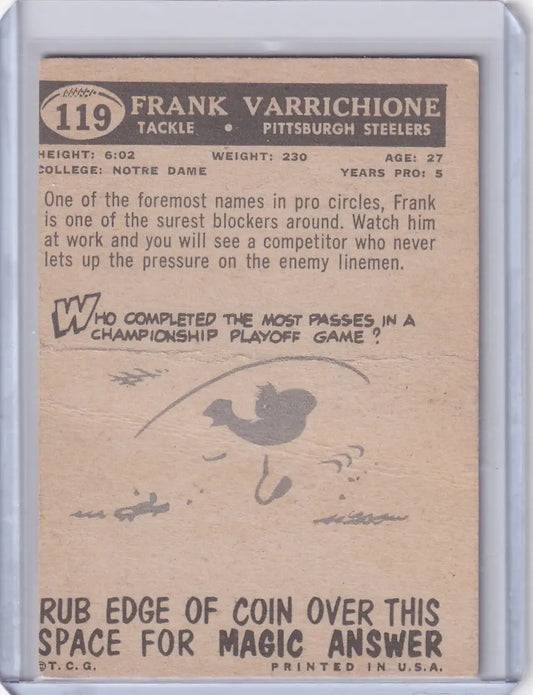 119 FRANK VARRICHIONE
TACKLE • PITTSBURGH STEELERS
HEIGHT: 6:02 WEIGHT: 230 AGE: 27
COLLEGE: NOTRE DAME YEARS PRO: 5
One of the foremost names in pro circles, Frank
is one of the surest blockers around. Watch him
at work and you will see a competitor who never
lets up the pressure on the enemy linemen.
WHO COMPLETED THE MOST PASSES IN A
CHAMPIONSHIP PLAYOFF GAME?
RUB EDGE OF COIN OVER THIS
SPACE FOR MAGIC ANSWER
©T.C.G. PRINTED IN U.S.A.